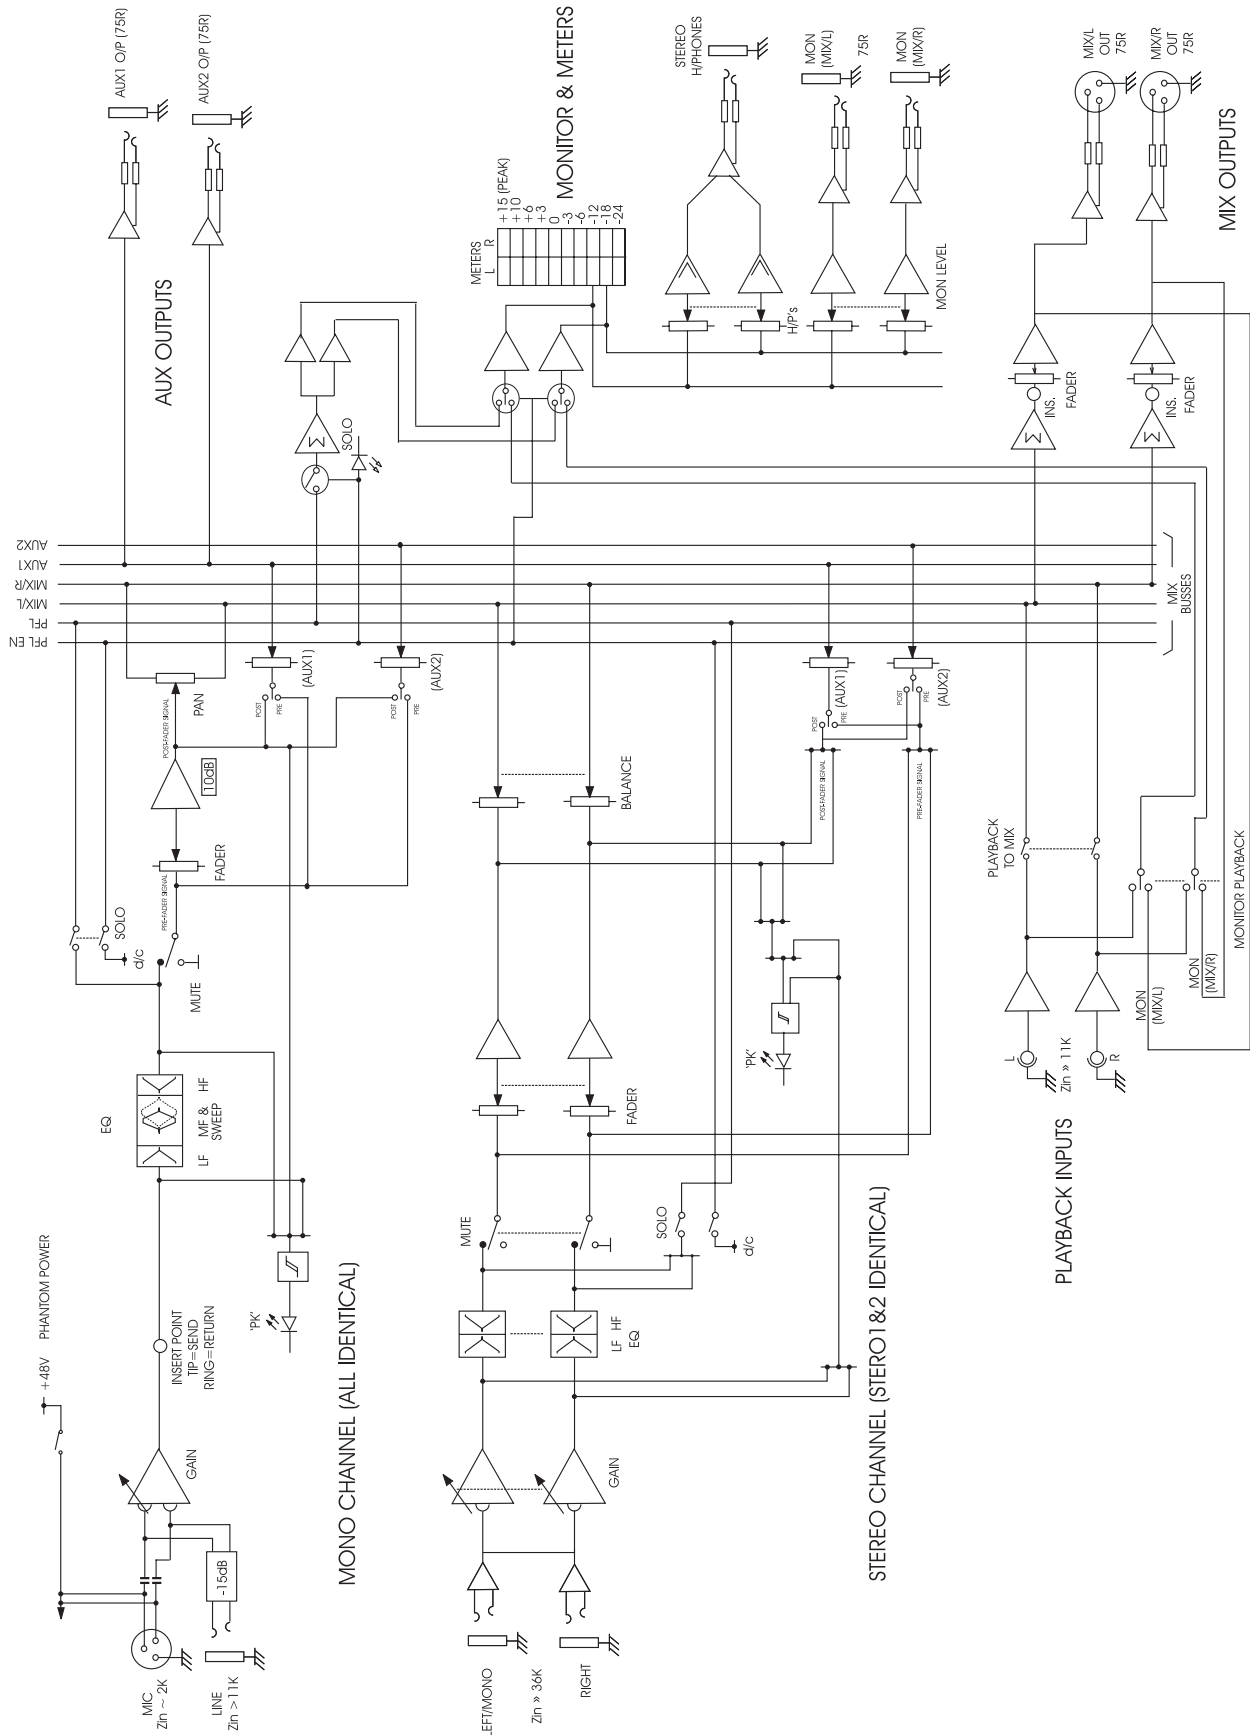 AUX1 O/P (75R)
AUX2 O/P (75R)
AUX OUTPUTS
MONITOR & METERS
METERS
L R
+15 (PEAK)
+10
+6
+3
0
-3
-6
-12
-18
-24
STEREO
H/PHONES
MON
(MIX/L)
75R
MON
(MIX/R)
H/P's
MON LEVEL
MIX/L
OUT
75R
MIX/R
OUT
75R
MIX OUTPUTS
INS.
FADER
INS.
FADER
SOLO
AUX2
AUX1
MIX/R
MIX/L
PFL
PFL EN
MIX
BUSSES
PAN
POST-FADER SIGNAL
10dB
FADER
PRE-FADER SIGNAL
(AUX1)
POST
PRE
(AUX2)
POST
PRE
SOLO
d/c
MUTE
EQ
LF
MF &
SWEEP
HF
'PK'
INSERT POINT
TIP=SEND
RING=RETURN
+48V PHANTOM POWER
GAIN
-15dB
MIC
Zin ~ 2K
LINE
Zin >11K
MONO CHANNEL (ALL IDENTICAL)
BALANCE
(AUX1)
POST
PRE
(AUX2)
POST
PRE
POST-FADER SIGNAL
PRE-FADER SIGNAL
'PK'
FADER
MUTE
SOLO
d/c
LF HF
EQ
GAIN
LEFT/MONO
Zin » 36K
RIGHT
STEREO CHANNEL (STERO1&2 IDENTICAL)
PLAYBACK
TO MIX
MONITOR PLAYBACK
MON
(MIX/L)
MON
(MIX/R)
L
Zin » 11K
R
PLAYBACK INPUTS